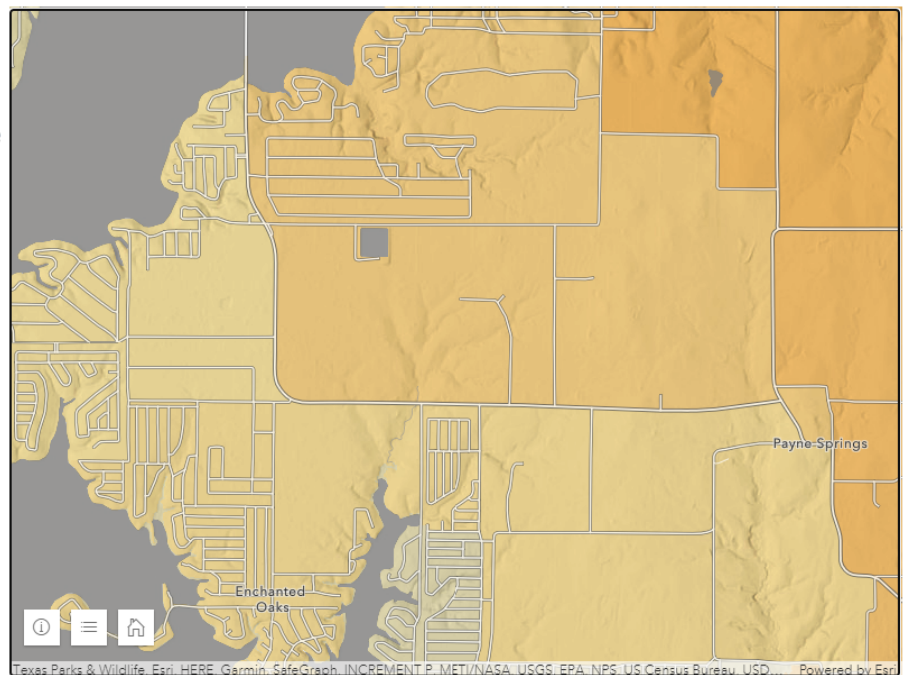 Payne Springs
Enchanted
Oaks
Texas Parks & Wildlife, Esri, HERE, Garmin, SafeGraph, INCREMENT P, METI/NASA, USGS, EPA, NPS, US Census Bureau, USD... Powered by Esri